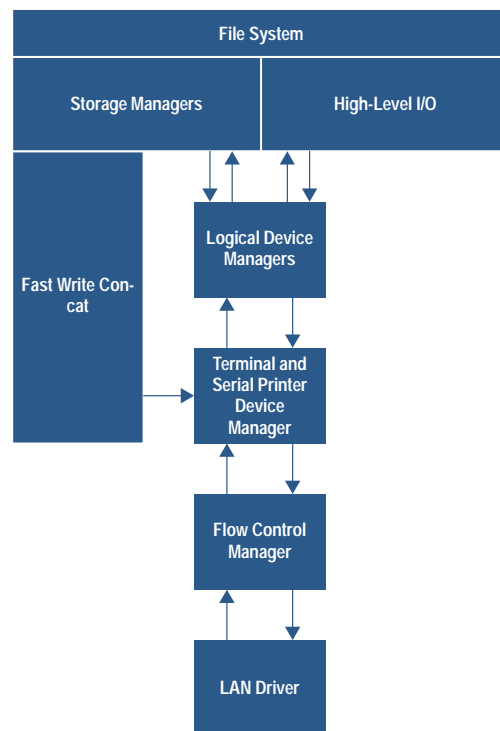 File System
Storage Managers
High-Level I/O
Logical Device
Managers
Fast Write Con-
cat
Terminal and
Serial Printer
Device
Manager
Flow Control
Manager
LAN Driver